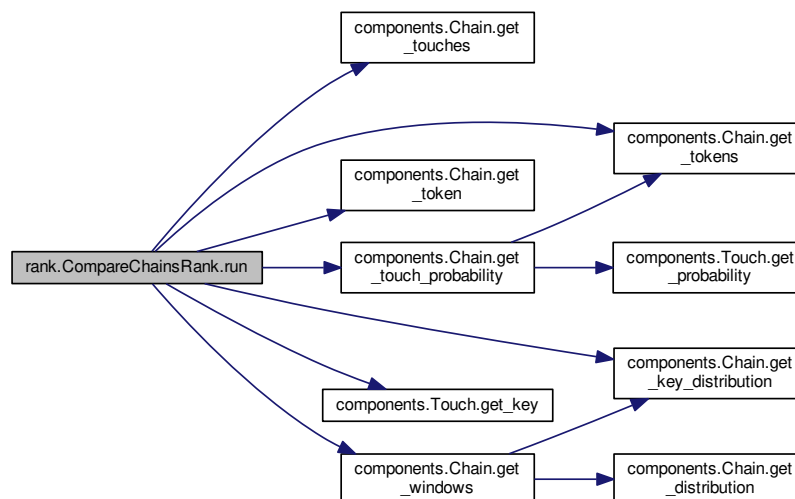 components.Chain.get
_touches
components.Chain.get
_tokens
components.Chain.get
_token
rank.CompareChainsRank.run
components.Chain.get
_touch_probability
components.Touch.get
_probability
components.Chain.get
_key_distribution
components.Touch.get_key
components.Chain.get
_windows
components.Chain.get
_distribution